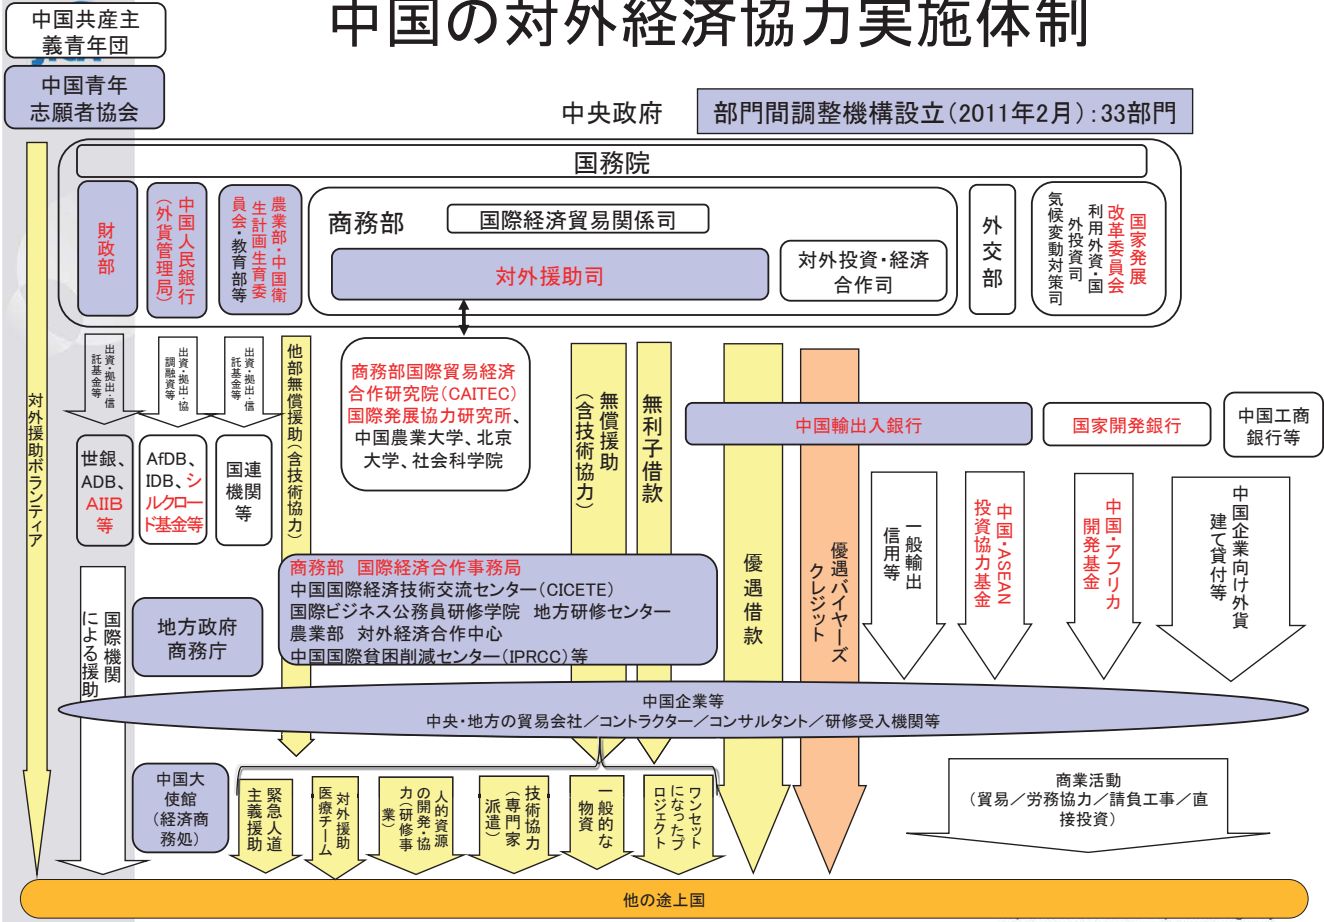 中国の対外経済協力実施体制
中国共産主
義青年団
中国青年
志願者協会
中央政府
部門間調整機構設立(2011年2月):33部門
国務院
財政部
中国人民銀行
(外貨管理局)
農業部・中国衛
生計画生育委
員会・教育部等
商務部
国際経済貿易関係司
対外援助司
対外投資・経済
合作司
外交部
国家発展
改革委員会
利用外資・国
外投資司
気候変動対策司
対外援助ボランティア
出資・拠出・信
託基金等
出資・拠出・協
調融資等
出資・拠出・信
託基金等
他部無償援助(含技術協力)
商務部国際貿易経済
合作研究院(CAITEC)
国際発展協力研究所、
中国農業大学、北京
大学、社会科学院
無償援助
(含技術協力)
無利子借款
中国輸出入銀行
国家開発銀行
中国工商
銀行等
世銀、
ADB、
AIIB
等
AfDB、
IDB、シ
ルクロー
ド基金等
国連
機関
等
優遇借款
優遇バイヤーズ
クレジット
一般輸出
信用等
中国・ASEAN
投資協力基金
中国・アフリカ
開発基金
中国企業向け外貨
建て貸付等
国際機関
による援助
地方政府
商務庁
商務部 国際経済合作事務局
中国国際経済技術交流センター(CICETE)
国際ビジネス公務員研修学院 地方研修センター
農業部 対外経済合作中心
中国国際貧困削減センター(IPRCC)等
中国企業等
中央・地方の貿易会社/コントラクター/コンサルタント/研修受入機関等
中国大
使館
(経済商
務処)
緊急人道
主義援助
対外援助
医療チーム
人的資源
の開発・協
力(研修事
業)
技術協力
(専門家
派遣)
一般的な
物資
ワンセット
になったプ
ロジェクト
商業活動
(貿易/労務協力/請負工事/直
接投資)
他の途上国